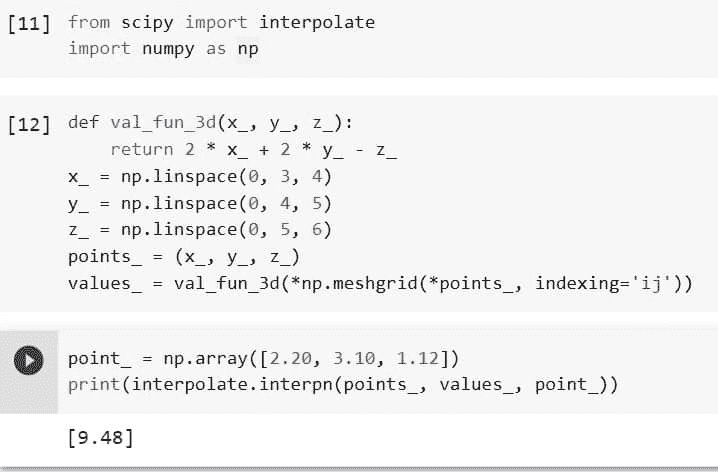 [11] from scipy import interpolate
import numpy as np
[12] def val_fun_3d(x_, y_, z_):
return 2 * x_ + 2 * y_ - z_
x_ = np.linspace(0, 3, 4)
y_ = np.linspace(0, 4, 5)
z_ = np.linspace(0, 5, 6)
points_ = (x_, y_, z_)
values_ = val_fun_3d(*np.meshgrid(*points_, indexing='ij'))
point_ = np.array([2.20, 3.10, 1.12])
print(interpolate.interpn(points_, values_, point_))
[9.48]